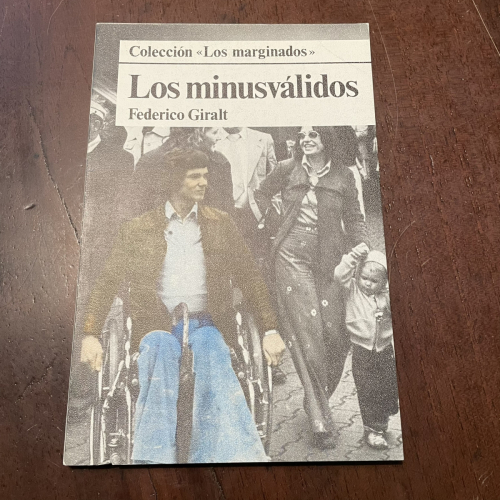 Colección «Los marginados»
Los minusválidos
Federico Giralt